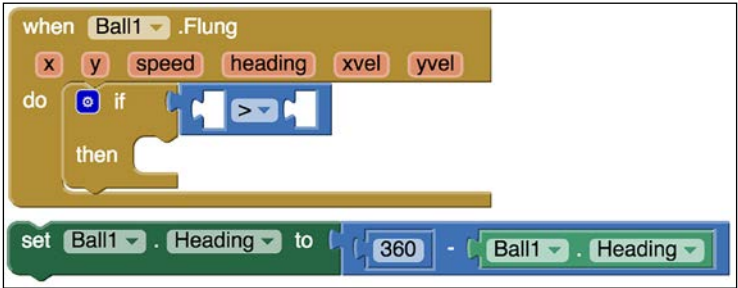 when Ball1 .Flung
x y speed heading xvel yvel
do if >
then
set Ball1 . Heading to 360 - Ball1 . Heading